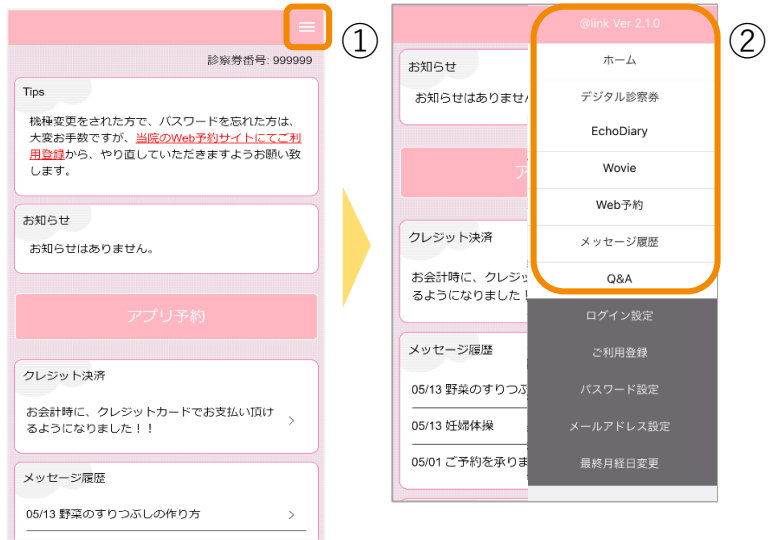 ①
診察券番号: 999999
Tips
機種変更をされた方で、パスワードを忘れた方は、
大変お手数ですが、当院のWeb予約サイトにてご利
用登録から、やり直していただきますようお願い致
します。
お知らせ
お知らせはありません。
アプリ予約
クレジット決済
お会計時に、クレジットカードでお支払い頂け
るようになりました！！
メッセージ履歴
05/13 野菜のすりつぶしの作り方
②
お知らせ
お知らせはありませ
ア
クレジット決済
お会計時に、クレジッ
るようになりました！
メッセージ履歴
05/13 野菜のすりつぶ
05/13 妊婦体操
05/01 ご予約を承りま
@link Ver 2.1.0
ホーム
デジタル診察券
EchoDiary
Wovie
Web予約
メッセージ履歴
Q&A
ログイン設定
ご利用登録
パスワード設定
メールアドレス設定
最終月経日変更